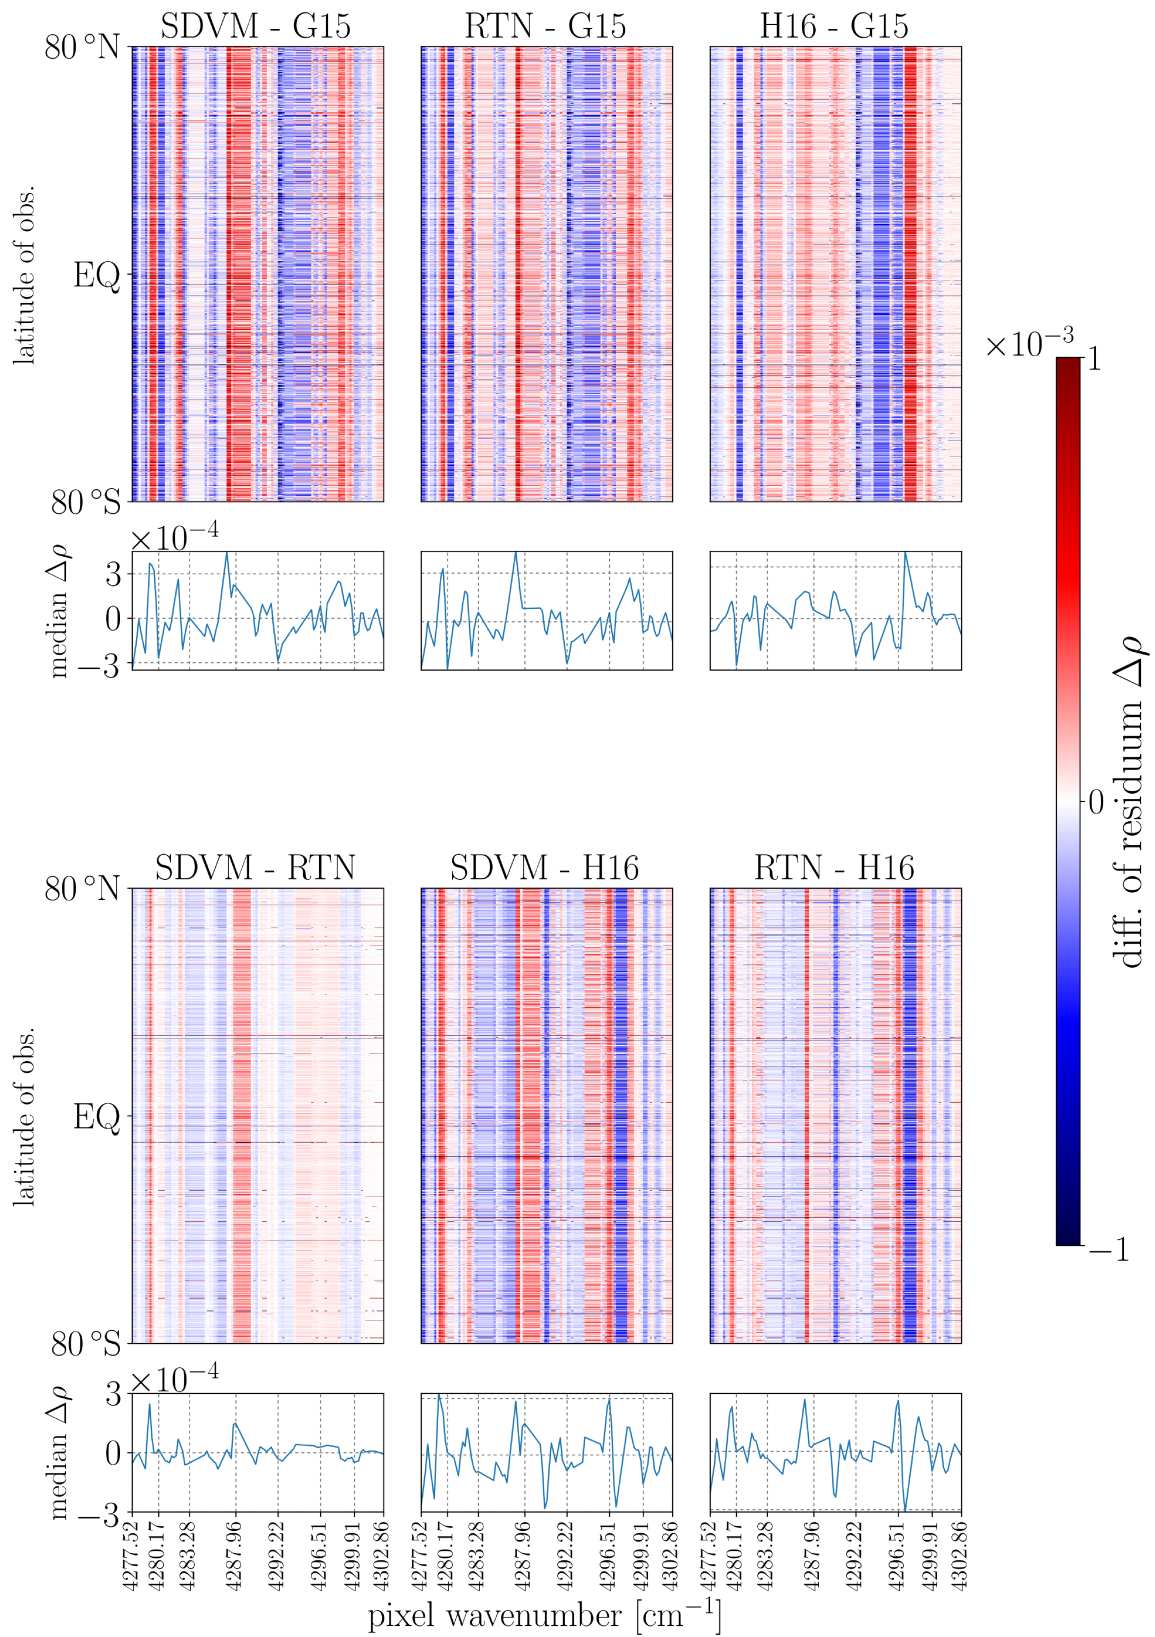 SDVM - G15 RTN - G15 H16 - G15
80 °N
latitude of obs.
EQ
80 °S
×10⁻⁴
median Δρ
3
0
−3
×10⁻³
1
0
−1
diff. of residuum Δρ
SDVM - RTN SDVM - H16 RTN - H16
80 °N
latitude of obs.
EQ
80 °S
×10⁻⁴
median Δρ
3
0
−3
4277.52 4280.17 4283.28 4287.96 4292.22 4296.51 4299.91 4302.86 4277.52 4280.17 4283.28 4287.96 4292.22 4296.51 4299.91 4302.86 4277.52 4280.17 4283.28 4287.96 4292.22 4296.51 4299.91 4302.86
pixel wavenumber [cm⁻¹]